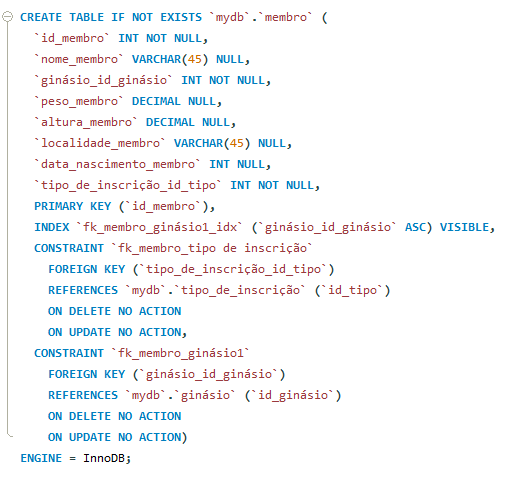 CREATE TABLE IF NOT EXISTS `mydb`.`membro` (
`id_membro` INT NOT NULL,
`nome_membro` VARCHAR(45) NULL,
`ginásio_id_ginásio` INT NOT NULL,
`peso_membro` DECIMAL NULL,
`altura_membro` DECIMAL NULL,
`localidade_membro` VARCHAR(45) NULL,
`data_nascimento_membro` INT NULL,
`tipo_de_inscrição_id_tipo` INT NOT NULL,
PRIMARY KEY (`id_membro`),
INDEX `fk_membro_ginásio1_idx` (`ginásio_id_ginásio` ASC) VISIBLE,
CONSTRAINT `fk_membro_tipo de inscrição`
FOREIGN KEY (`tipo_de_inscrição_id_tipo`)
REFERENCES `mydb`.`tipo_de_inscrição` (`id_tipo`)
ON DELETE NO ACTION
ON UPDATE NO ACTION,
CONSTRAINT `fk_membro_ginásio1`
FOREIGN KEY (`ginásio_id_ginásio`)
REFERENCES `mydb`.`ginásio` (`id_ginásio`)
ON DELETE NO ACTION
ON UPDATE NO ACTION)
ENGINE = InnoDB;